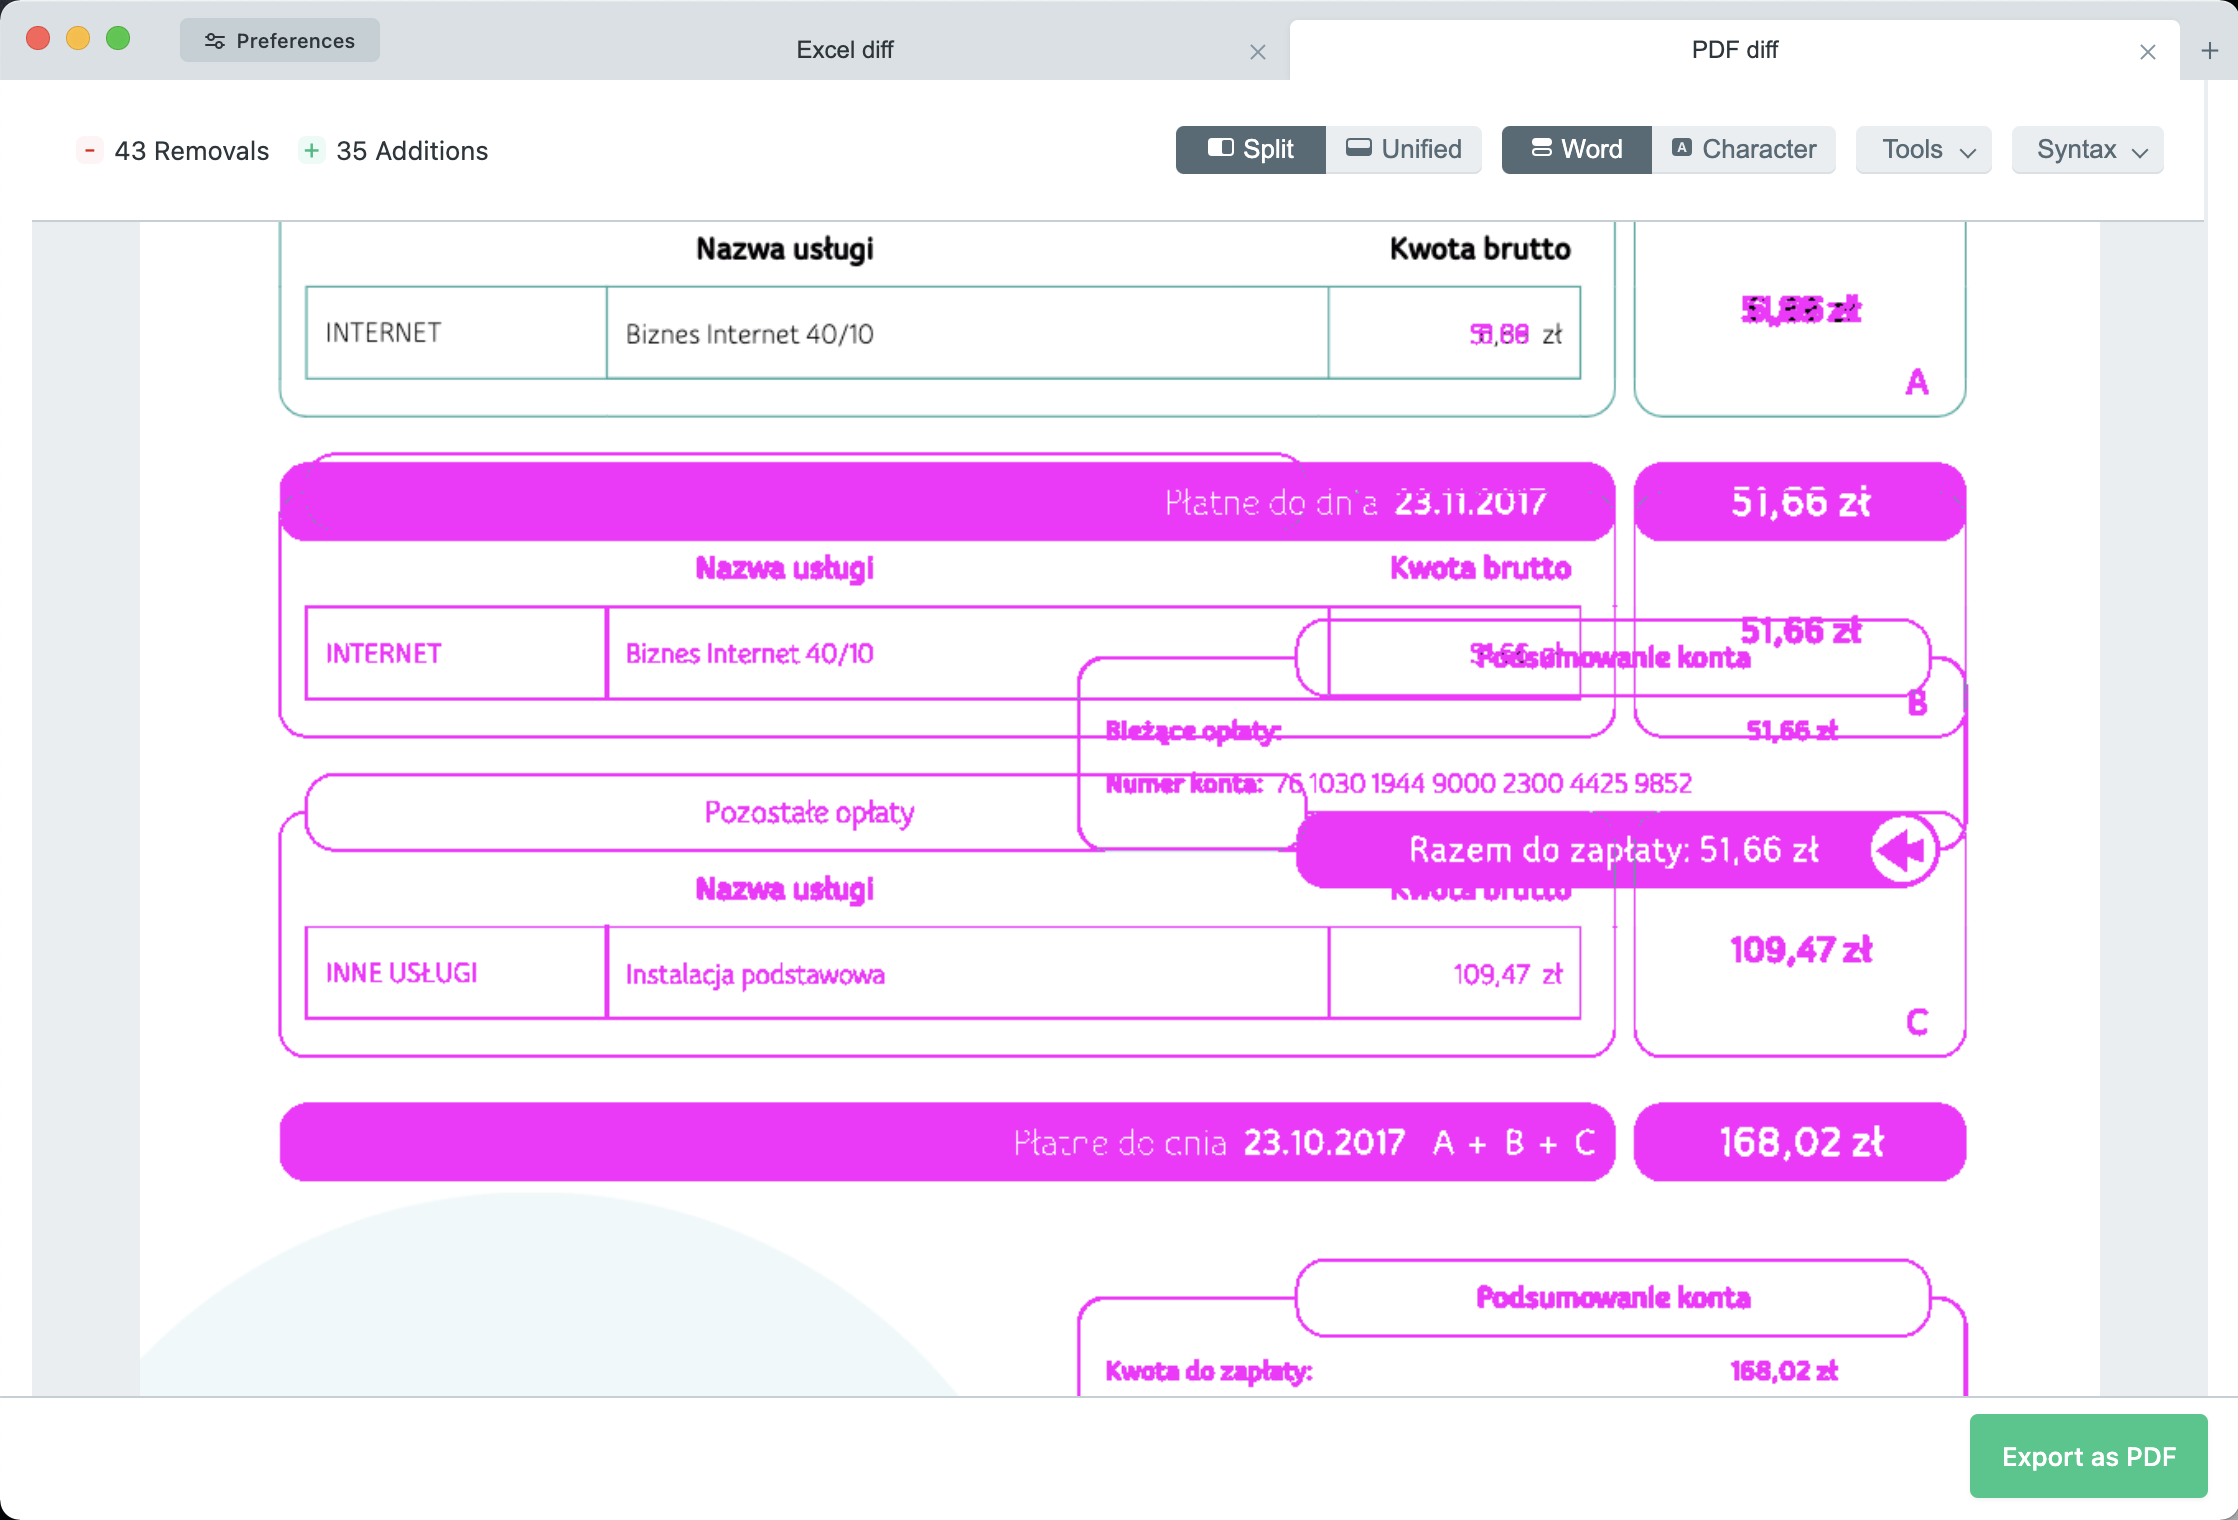 Preferences
Excel diff
PDF diff
- 43 Removals + 35 Additions
Split Unified Word A Character Tools Syntax
Nazwa usługi Kwota brutto
INTERNET Biznes Internet 40/10 zł
zł
A
Płatne do dnia 23.11.2017 51,66 zł
Nazwa usługi Kwota brutto
51,66 zł
INTERNET Biznes Internet 40/10
Podsumowanie konta
B
Bieżące opłaty: 51,66 zł
Numer konta: 76 1030 1944 9000 2300 4425 9852
Pozostałe opłaty
Razem do zapłaty: 51,66 zł
Nazwa usługi Kwota brutto
109,47 zł
INNE USŁUGI Instalacja podstawowa 109,47 zł
C
Płatne do dnia 23.10.2017 A + B + C 168,02 zł
Podsumowanie konta
Kwota do zapłaty: 168,02 zł
Export as PDF